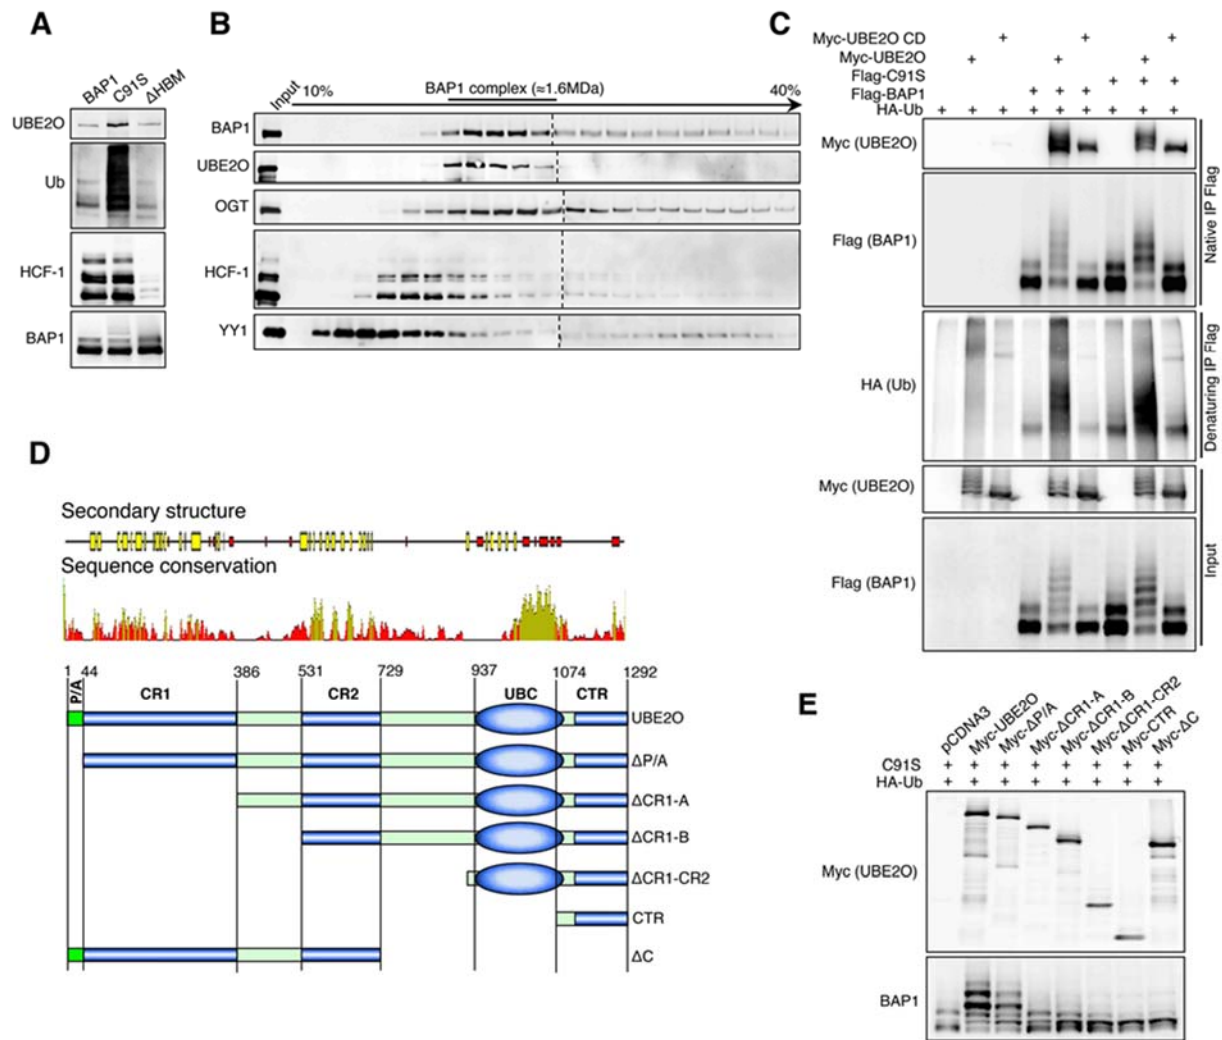 A
BAP1 C91S ΔHBM
UBE2O
Ub
HCF-1
BAP1
B
Input 10% BAP1 complex (≈1.6MDa) 40%
BAP1
UBE2O
OGT
HCF-1
YY1
C
Myc-UBE2O CD + + +
Myc-UBE2O + + +
Flag-C91S + + +
Flag-BAP1 + + +
HA-Ub + + + + + + + + +
Myc (UBE2O)
Flag (BAP1)
Native IP Flag
HA (Ub)
Denaturing IP Flag
Myc (UBE2O)
Flag (BAP1)
Input
D
Secondary structure
Sequence conservation
1 44 386 531 729 937 1074 1292
P/A CR1 CR2 UBC CTR
UBE2O
ΔP/A
ΔCR1-A
ΔCR1-B
ΔCR1-CR2
CTR
ΔC
E
pCDNA3 Myc-UBE2O Myc-ΔP/A Myc-ΔCR1-A Myc-ΔCR1-B Myc-ΔCR1-CR2 Myc-CTR Myc-ΔC
C91S + + + + + + + +
HA-Ub + + + + + + + +
Myc (UBE2O)
BAP1